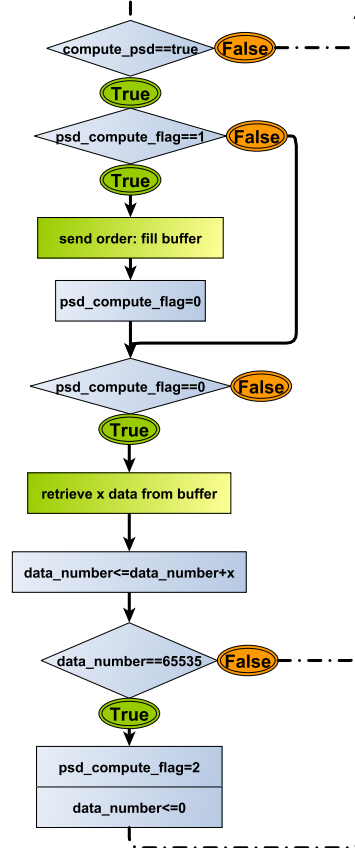 compute_psd==true
False
True
psd_compute_flag==1
False
True
send order: fill buffer
psd_compute_flag=0
psd_compute_flag==0
False
True
retrieve x data from buffer
data_number<=data_number+x
data_number==65535
False
True
psd_compute_flag=2
data_number<=0